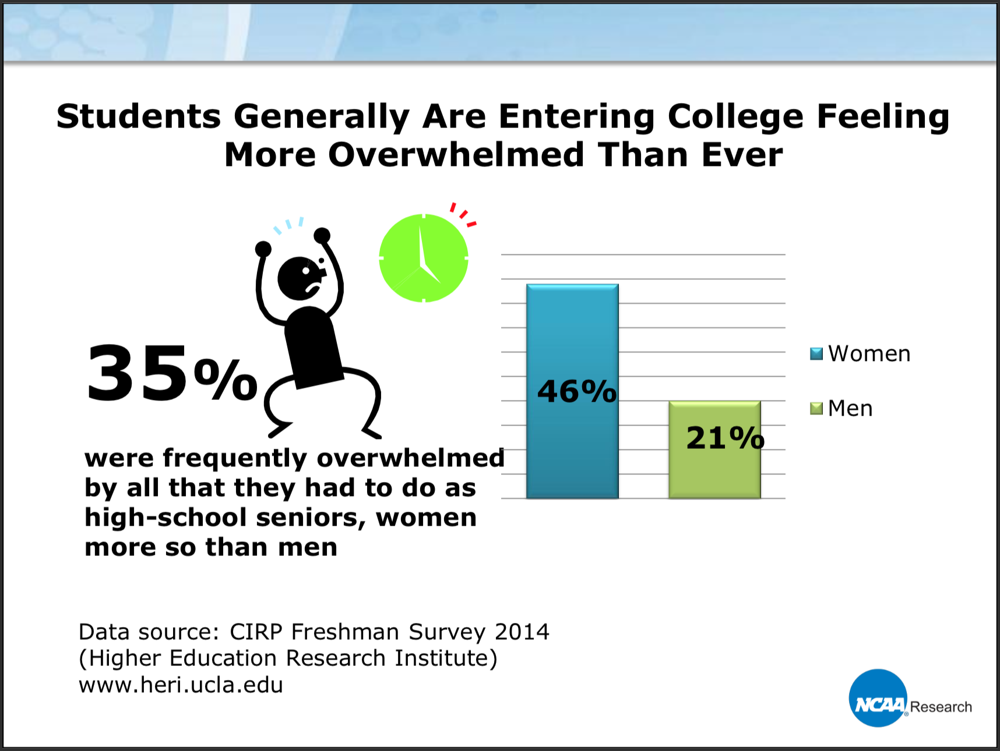 Students Generally Are Entering College Feeling
More Overwhelmed Than Ever
35%
were frequently overwhelmed
by all that they had to do as
high-school seniors, women
more so than men
46%
21%
Women
Men
Data source: CIRP Freshman Survey 2014
(Higher Education Research Institute)
www.heri.ucla.edu
NCAA® Research